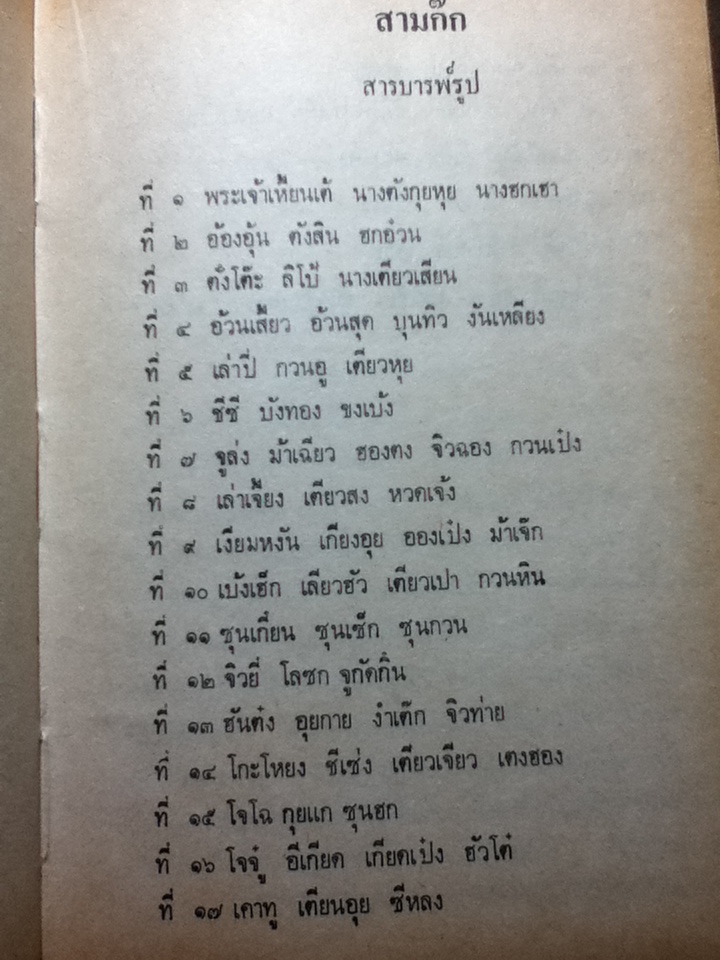 สามก๊ก
สารบารพ์รูป
ที่ ๑ พระเจ้าเหี้ยนเต้ นางตังกุยหุย นางฮกเฮา
ที่ ๒ อ้องอุ้น ตังสิน ฮกอ๋วน
ที่ ๓ ตั๋งโต๊ะ ลิโป้ นางเตียวเสียน
ที่ ๔ อ้วนเสี้ยว อ้วนสุด บุนทิว งันเหลียง
ที่ ๕ เล่าปี่ กวนอู เตียวหุย
ที่ ๖ ชีซี บังทอง ขงเบ้ง
ที่ ๗ จูล่ง ม้าเฉียว ฮองตง จิวฉอง กวนเป๋ง
ที่ ๘ เล่าเจี้ยง เตียวสง หวดเจ้ง
ที่ ๙ เงียมหงัน เกียงอุย อองเป๋ง ม้าเจ๊ก
ที่ ๑๐ เบ้งเฮ็ก เลียวฮัว เตียวเปา กวนหิน
ที่ ๑๑ ซุนเกี๋ยน ซุนเซ็ก ซุนกวน
ที่ ๑๒ จิวยี่ โลซก จูกัดกิ๋น
ที่ ๑๓ ฮันต๋ง อุยกาย งำเต๊ก จิวท่าย
ที่ ๑๔ โกะโหยง ชีเซ่ง เตียวเจียว เตงฮอง
ที่ ๑๕ โจโฉ กุยแก ซุนฮก
ที่ ๑๖ โจจู๋ อีเกียด เกียดเป๋ง ฮัวโต๋
ที่ ๑๗ เคาทู เตียนอุย ซีหลง